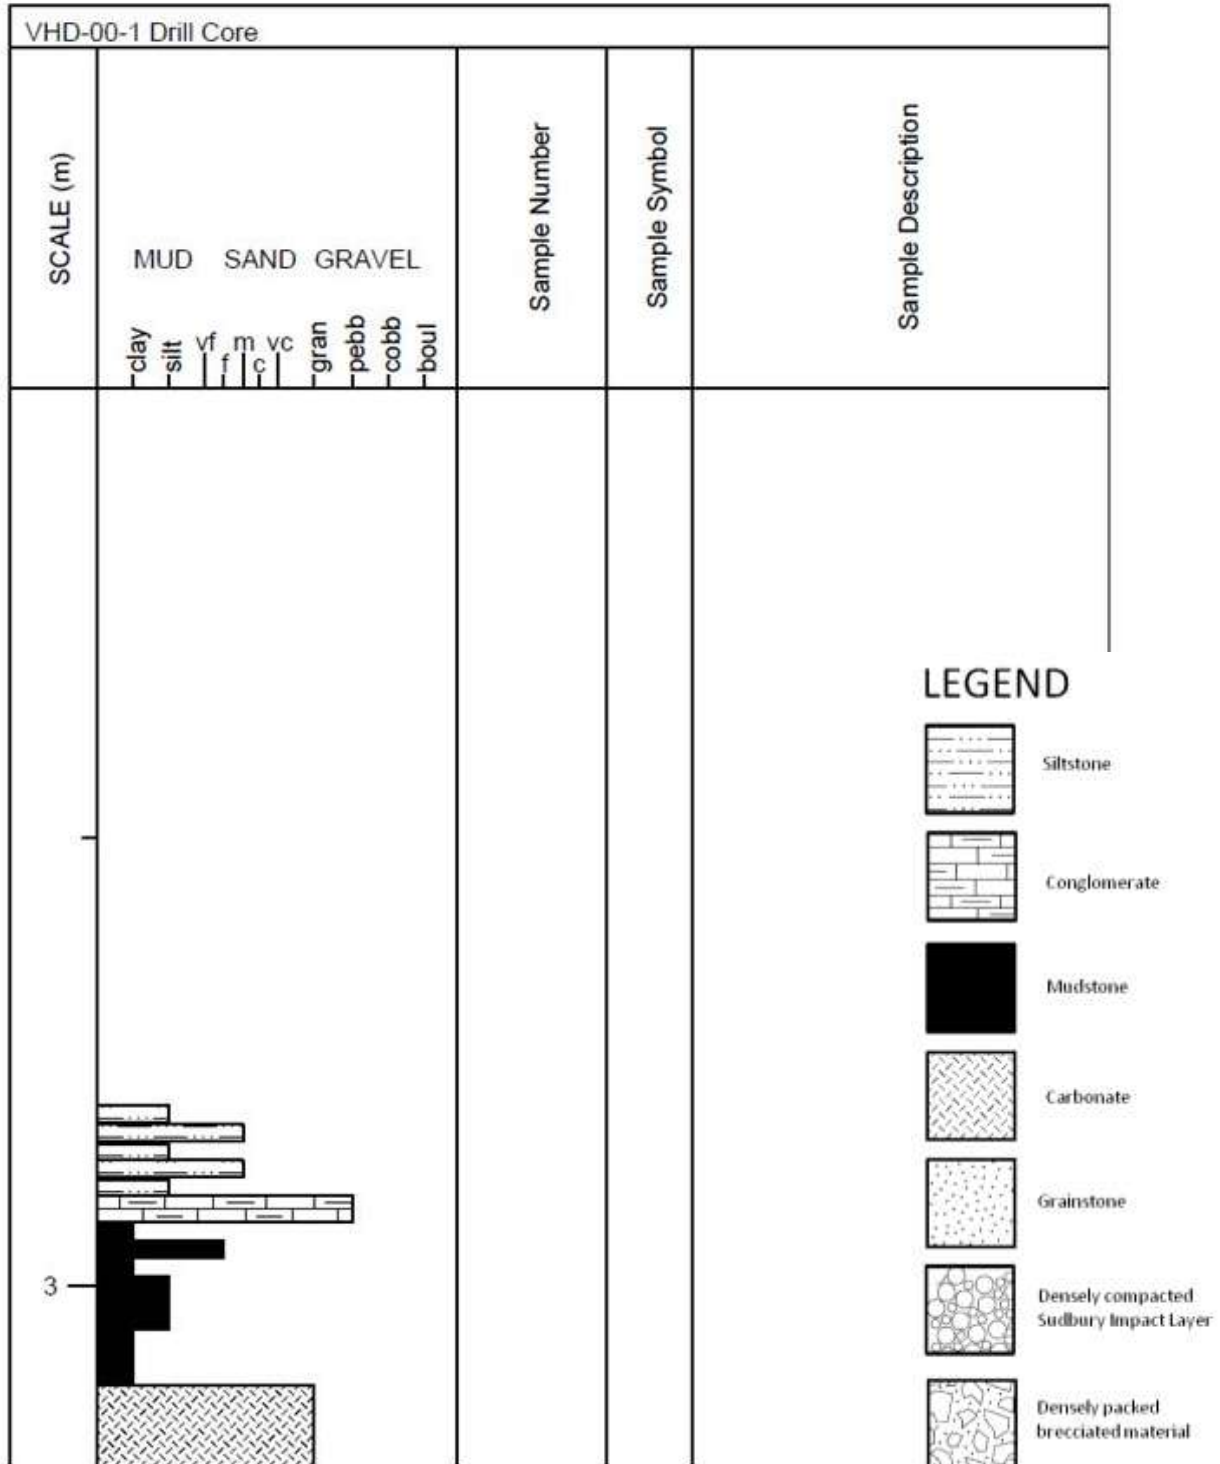 VHD-00-1 Drill Core
SCALE (m)
MUD SAND GRAVEL
clay
silt
vf
f
m
c
vc
gran
pebb
cobb
boul
Sample Number
Sample Symbol
Sample Description
3
LEGEND
Siltstone
Conglomerate
Mudstone
Carbonate
Grainstone
Densely compacted
Sudbury Impact Layer
Densely packed
brecciated material